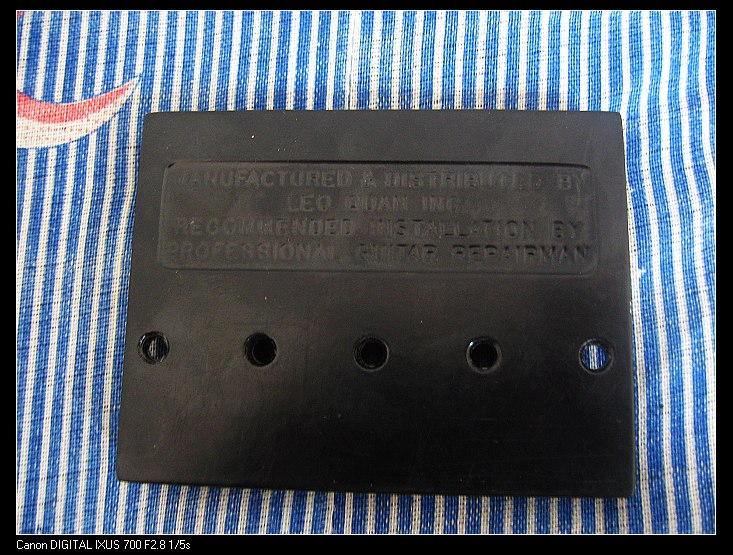 MANUFACTURED & DISTRIBUTED BY
LEO QUAN INC.
RECOMMENDED INSTALLATION BY
PROFESSIONAL GUITAR REPAIRMAN
Canon DIGITAL IXUS 700 F2.8 1/5s